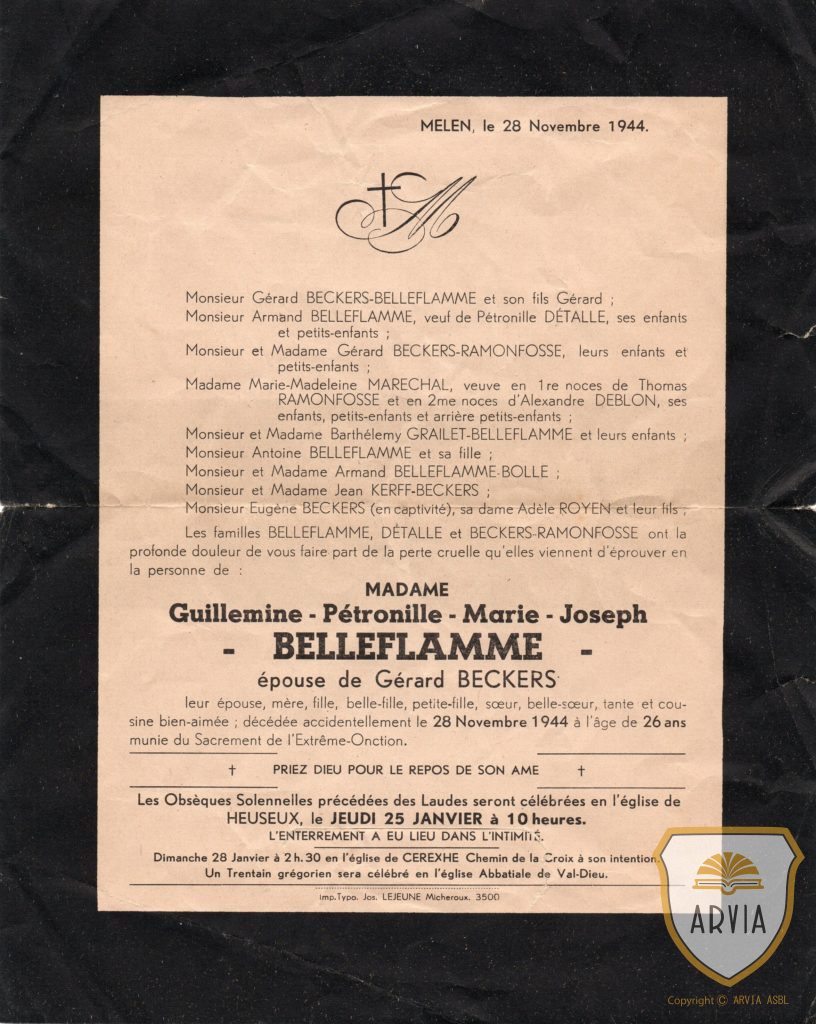 MELEN, le 28 Novembre 1944.
M
Monsieur Gérard BECKERS-BELLEFLAMME et son fils Gérard ;
Monsieur Armand BELLEFLAMME, veuf de Pétronille DÉTALLE, ses enfants
et petits-enfants ;
Monsieur et Madame Gérard BECKERS-RAMONFOSSE, leurs enfants et
petits-enfants ;
Madame Marie-Madeleine MARECHAL, veuve en 1re noces de Thomas
RAMONFOSSE et en 2me noces d'Alexandre DEBLON, ses
enfants, petits-enfants et arrière petits-enfants ;
Monsieur et Madame Barthélemy GRAILET-BELLEFLAMME et leurs enfants ;
Monsieur Antoine BELLEFLAMME et sa fille ;
Monsieur et Madame Armand BELLEFLAMME-BOLLE ;
Monsieur et Madame Jean KERFF-BECKERS ;
Monsieur Eugène BECKERS (en captivité), sa dame Adèle ROYEN et leur fils ;
Les familles BELLEFLAMME, DÉTALLE et BECKERS-RAMONFOSSE ont la
profonde douleur de vous faire part de la perte cruelle qu'elles viennent d'éprouver en
la personne de :
MADAME
Guillemine - Pétronille - Marie - Joseph
- BELLEFLAMME -
épouse de Gérard BECKERS
leur épouse, mère, fille, belle-fille, petite-fille, sœur, belle-sœur, tante et cou-
sine bien-aimée ; décédée accidentellement le 28 Novembre 1944 à l'âge de 26 ans
munie du Sacrement de l'Extrême-Onction.
† PRIEZ DIEU POUR LE REPOS DE SON AME †
Les Obsèques Solennelles précédées des Laudes seront célébrées en l'église de
HEUSEUX, le JEUDI 25 JANVIER à 10 heures.
L'ENTERREMENT A EU LIEU DANS L'INTIMITÉ.
Dimanche 28 Janvier à 2h.30 en l'église de CEREXHE Chemin de la Croix à son intention.
Un Trentain grégorien sera célébré en l'église Abbatiale de Val-Dieu.
Imp.Typo. Jos. LEJEUNE Micheroux. 3500
ARVIA
Copyright © ARVIA ASBL